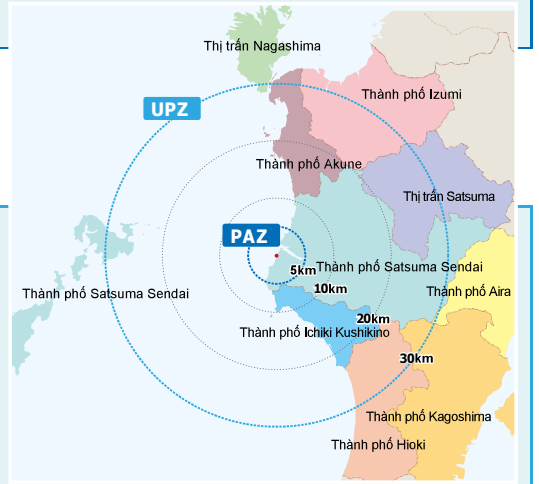 Thị trấn Nagashima
Thành phố Izumi
UPZ
Thành phố Akune
Thị trấn Satsuma
PAZ
5km
Thành phố Satsuma Sendai
10km
Thành phố Satsuma Sendai
Thành phố Aira
20km
Thành phố Ichiki Kushikino
30km
Thành phố Kagoshima
Thành phố Hioki